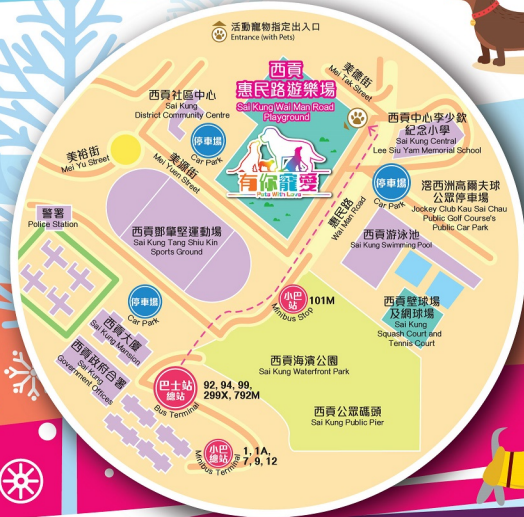 活動寵物指定出入口
Entrance (with Pets)
西貢
惠民路遊樂場
Sai Kung Wai Man Road
Playground
美德街
Mei Tak Street
西貢社區中心
Sai Kung
District Community Centre
停車場
Car Park
西貢中心李少欽
紀念小學
Sai Kung Central
Lee Siu Yam Memorial School
美裕街
Mei Yu Street
美源街
Mei Yuen Street
有你寵愛
Pets With Love
停車場
Car Park
滘西洲高爾夫球
公眾停車場
Jockey Club Kau Sai Chau
Public Golf Course's
Public Car Park
警署
Police Station
西貢鄧肇堅運動場
Sai Kung Tang Shiu Kin
Sports Ground
惠民路
Wai Man Road
西貢游泳池
Sai Kung Swimming Pool
停車場
Car Park
小巴站
101M
Minibus Stop
西貢壁球場
及網球場
Sai Kung
Squash Court and
Tennis Court
西貢大廈
Sai Kung Mansion
西貢政府合署
Sai Kung
Government Offices
巴士站
總站
Bus Terminal
92, 94, 99,
299X, 792M
西貢海濱公園
Sai Kung Waterfront Park
西貢公眾碼頭
Sai Kung Public Pier
小巴
總站
Minibus Terminal
1, 1A,
7, 9, 12